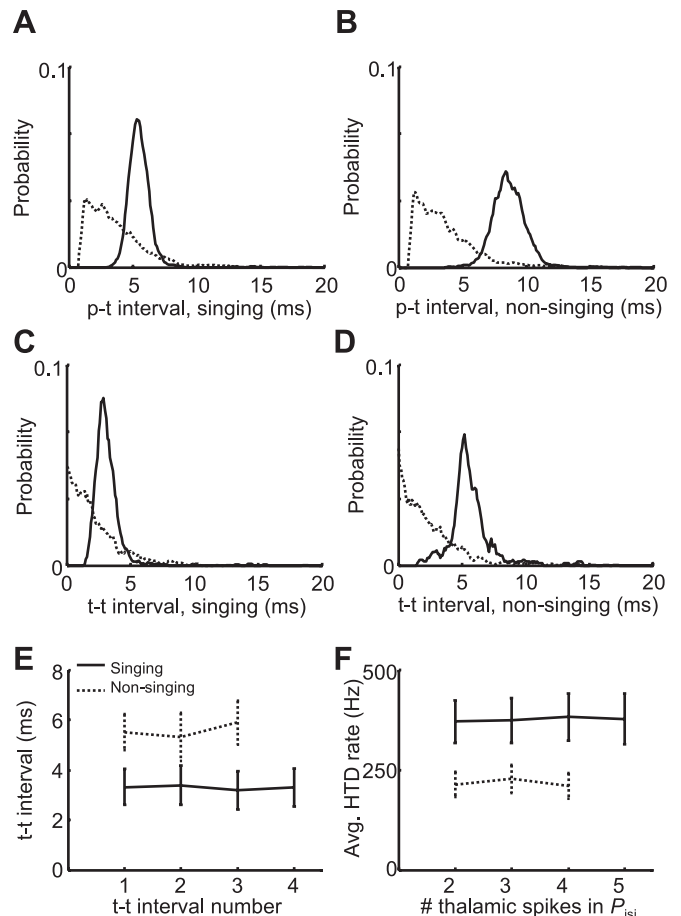 A
B
0.1
0.1
Probability
Probability
0
0
0 5 10 15 20
0 5 10 15 20
p-t interval, singing (ms)
p-t interval, non-singing (ms)
C
D
0.1
0.1
Probability
Probability
0
0
0 5 10 15 20
0 5 10 15 20
t-t interval, singing (ms)
t-t interval, non-singing (ms)
E
F
8
6
4
2
0
t-t interval (ms)
Singing
Non-singing
1 2 3 4
t-t interval number
500
250
0
Avg. HTD rate (Hz)
2 3 4 5
# thalamic spikes in P_isi